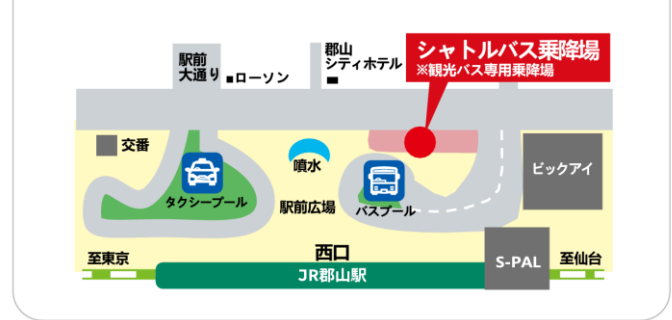 駅前
大通り
■ローソン
郡山
シティホテル
シャトルバス乗降場
※観光バス専用乗降場
交番
噴水
タクシープール
駅前広場
バスプール
ビックアイ
西口
至東京
JR郡山駅
S-PAL
至仙台